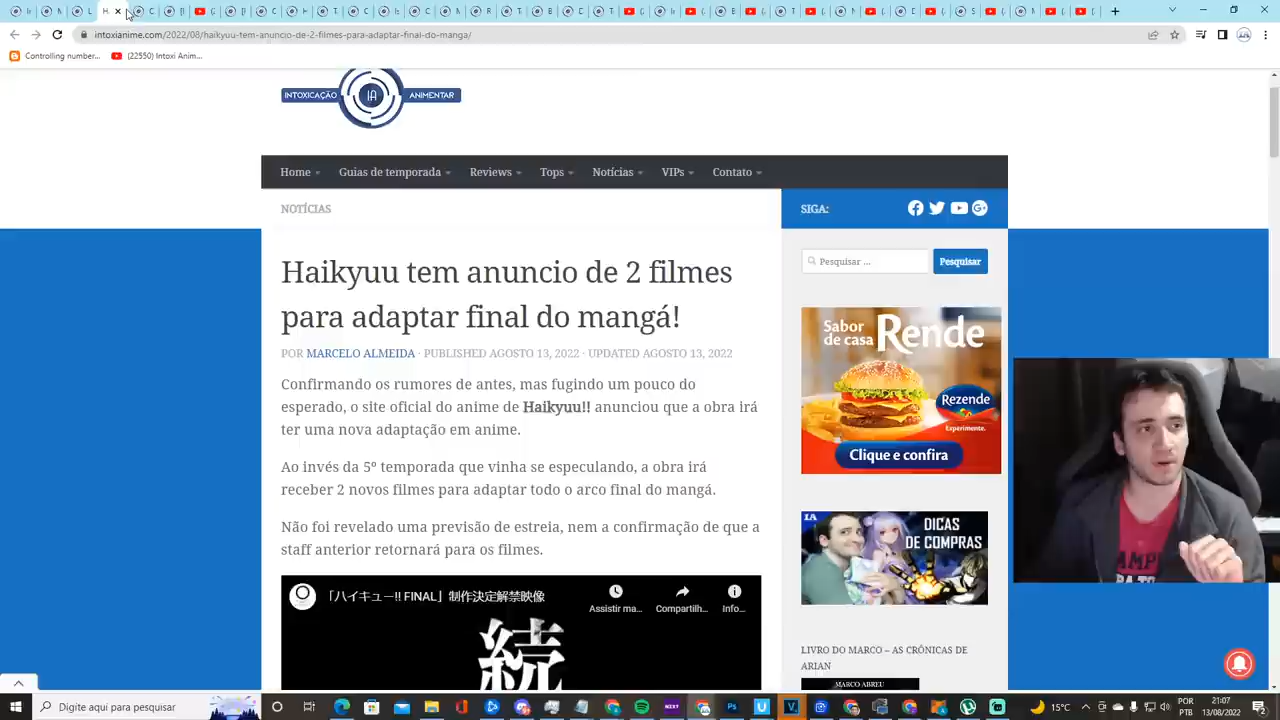 H
intoxianime.com/2022/08/haikyuu-tem-anuncio-de-2-filmes-para-adaptar-final-do-manga/
Controlling number...
(22550) Intoxi Anim...
INTOXICAÇÃO IA ANIMENTAR
Home
Guias de temporada
Reviews
Tops
Notícias
VIPs
Contato
NOTÍCIAS
SIGA:
Haikyuu tem anuncio de 2 filmes
para adaptar final do mangá!
POR MARCELO ALMEIDA · PUBLISHED AGOSTO 13, 2022 · UPDATED AGOSTO 13, 2022
Confirmando os rumores de antes, mas fugindo um pouco do
esperado, o site oficial do anime de Haikyuu!! anunciou que a obra irá
ter uma nova adaptação em anime.
Ao invés da 5º temporada que vinha se especulando, a obra irá
receber 2 novos filmes para adaptar todo o arco final do mangá.
Não foi revelado uma previsão de estreia, nem a confirmação de que a
staff anterior retornará para os filmes.
「ハイキュー!! FINAL」制作決定解禁映像
Assistir ma...
Compartilh...
Info...
続
Pesquisar ...
Pesquisar
Sabor
de casa
Rende
Rezende
Experimente.
Clique e confira
IA
DICAS
DE COMPRAS
LIVRO DO MARCO – AS CRÔNICAS DE
ARIAN
MARCO ABREU
Digite aqui para pesquisar
NEXT
15°C
POR
PTB
21:07
13/08/2022